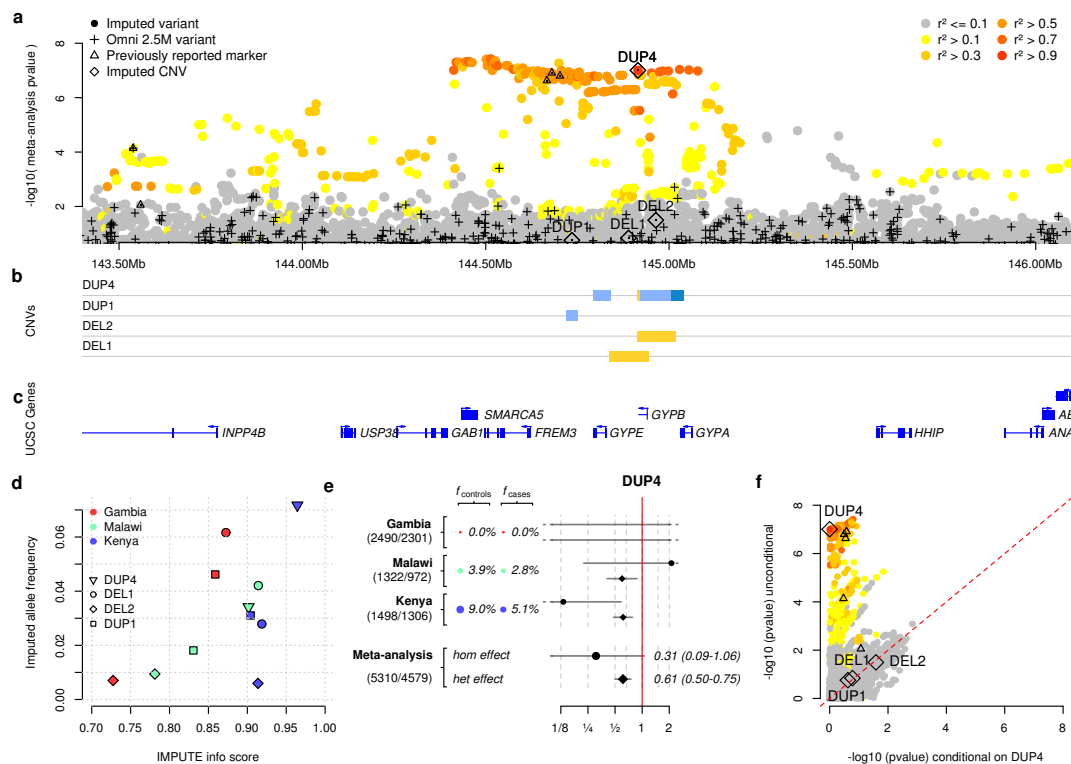 a
Imputed variant
Omni 2.5M variant
Previously reported marker
Imputed CNV
r² <= 0.1
r² > 0.1
r² > 0.3
r² > 0.5
r² > 0.7
r² > 0.9
-log10( meta-analysis pvalue )
8
6
4
2
DUP4
DEL2
DUP1
DEL1
143.50Mb 144.00Mb 144.50Mb 145.00Mb 145.50Mb 146.00Mb
b
CNVs
DUP4
DUP1
DEL2
DEL1
c
UCSC Genes
SMARCA5 GYPB AB
INPP4B USP38 GAB1 FREM3 GYPE GYPA HHIP ANA
d
Gambia
Malawi
Kenya
DUP4
DEL1
DEL2
DUP1
Imputed allele frequency
0.06
0.04
0.02
0.00
0.70 0.75 0.80 0.85 0.90 0.95 1.00
IMPUTE info score
e
DUP4
f controls f cases
Gambia
(2490/2301)
0.0% 0.0%
Malawi
(1322/972)
3.9% 2.8%
Kenya
(1498/1306)
9.0% 5.1%
Meta-analysis hom effect 0.31 (0.09-1.06)
(5310/4579) het effect 0.61 (0.50-0.75)
1/8 ¼ ½ 1 2
f
-log10 (pvalue) unconditional
8
6
4
2
0
DUP4
DEL1 DEL2
DUP1
0 2 4 6 8
-log10 (pvalue) conditional on DUP4